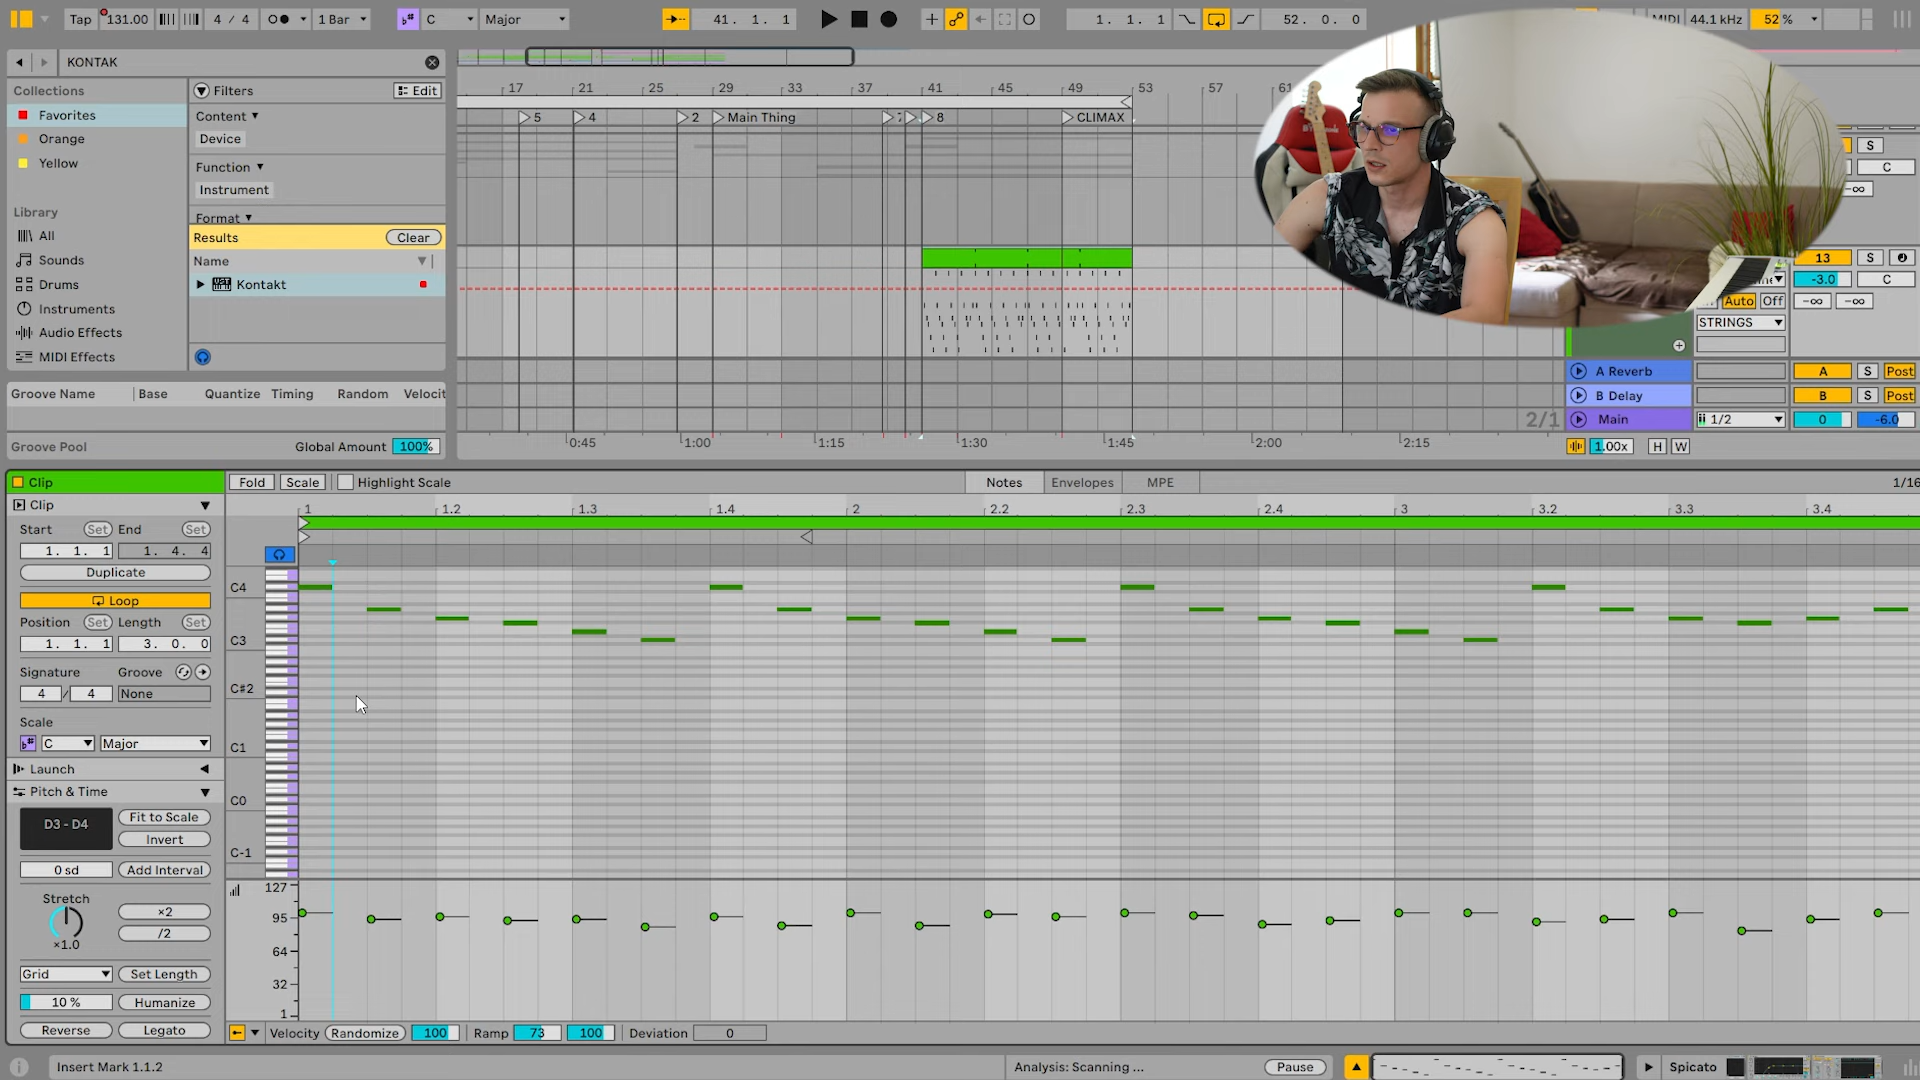 Tap 131.00 4 / 4 1 Bar C Major 41. 1. 1 1. 1. 1 52. 0. 0 MIDI 44.1 kHz 52 %
KONTAK
Collections
Favorites
Orange
Yellow
Library
All
Sounds
Drums
Instruments
Audio Effects
MIDI Effects
Filters Edit
Content
Device
Function
Instrument
Format
Results Clear
Name
Kontakt
Groove Name Base Quantize Timing Random Velocit
Groove Pool Global Amount 100%
17 21 25 29 33 37 41 45 49 53 57 61
5 4 2 Main Thing 8 CLIMAX
0:45 1:00 1:15 1:30 1:45 2:00 2:15
2/1
S
C
-∞
13 S
-3.0 C
Auto Off -∞ -∞
STRINGS
A Reverb A S Post
B Delay B S Post
Main 1/2 0 -6.0
1.00x H W
Clip
Clip
Start Set End Set
1. 1. 1 1. 4. 4
Duplicate
Loop
Position Set Length Set
1. 1. 1 3. 0. 0
Signature Groove
4 / 4 None
Scale
C Major
Launch
Pitch & Time
D3 - D4 Fit to Scale
Invert
0 sd Add Interval
Stretch
×1.0
×2
/2
Grid Set Length
10 % Humanize
Reverse Legato
Fold Scale Highlight Scale Notes Envelopes MPE 1/16
1 1.2 1.3 1.4 2 2.2 2.3 2.4 3 3.2 3.3 3.4
C4
C3
C#2
C1
C0
C-1
127
95
64
32
1
Velocity Randomize 100 Ramp 73 100 Deviation 0
Insert Mark 1.1.2 Analysis: Scanning ... Pause Spicato